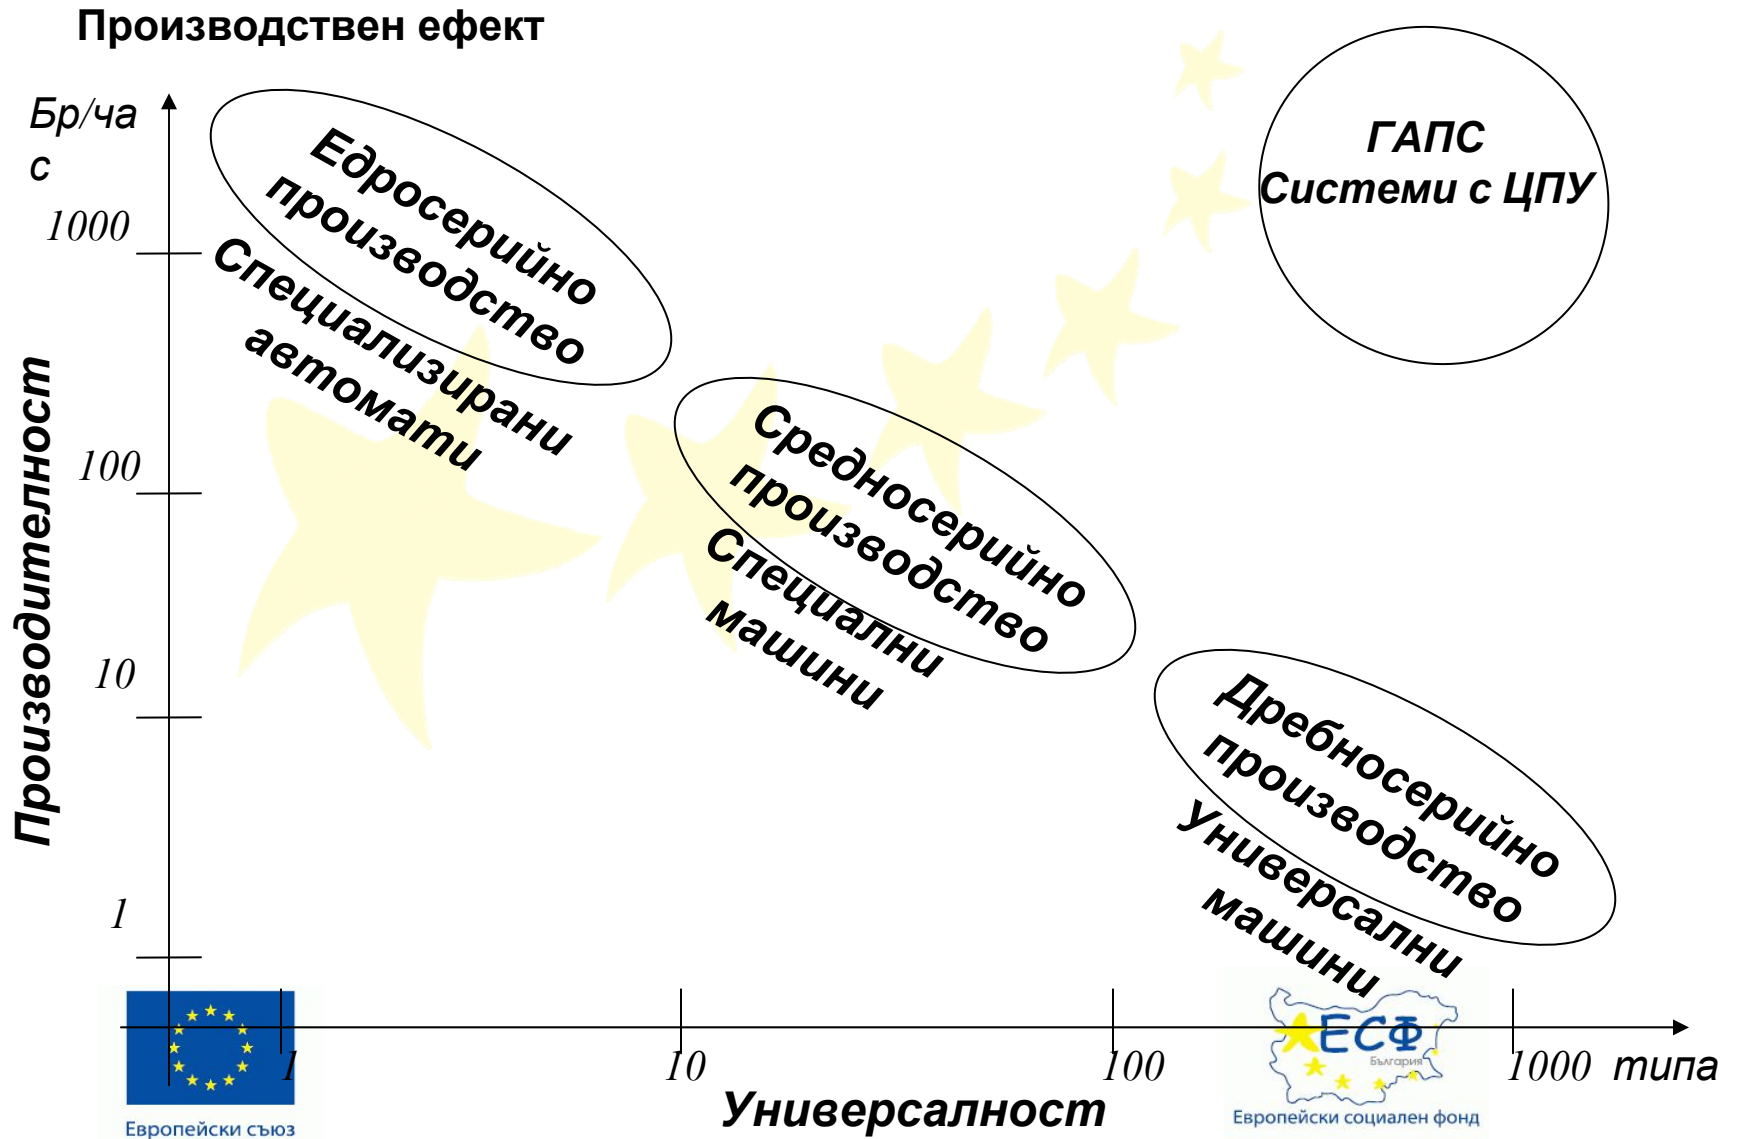 Производствен ефект
Бр/ча
с
1000
100
10
1
Производителност
Едросерийно
производство
Специализирани
автомати
Средносерийно
производство
Специални
машини
Дребносерийно
производство
Универсални
машини
ГАПС
Системи с ЦПУ
1
10
100
1000 типа
Универсалност
Европейски съюз
ЕСФ
България
Европейски социален фонд